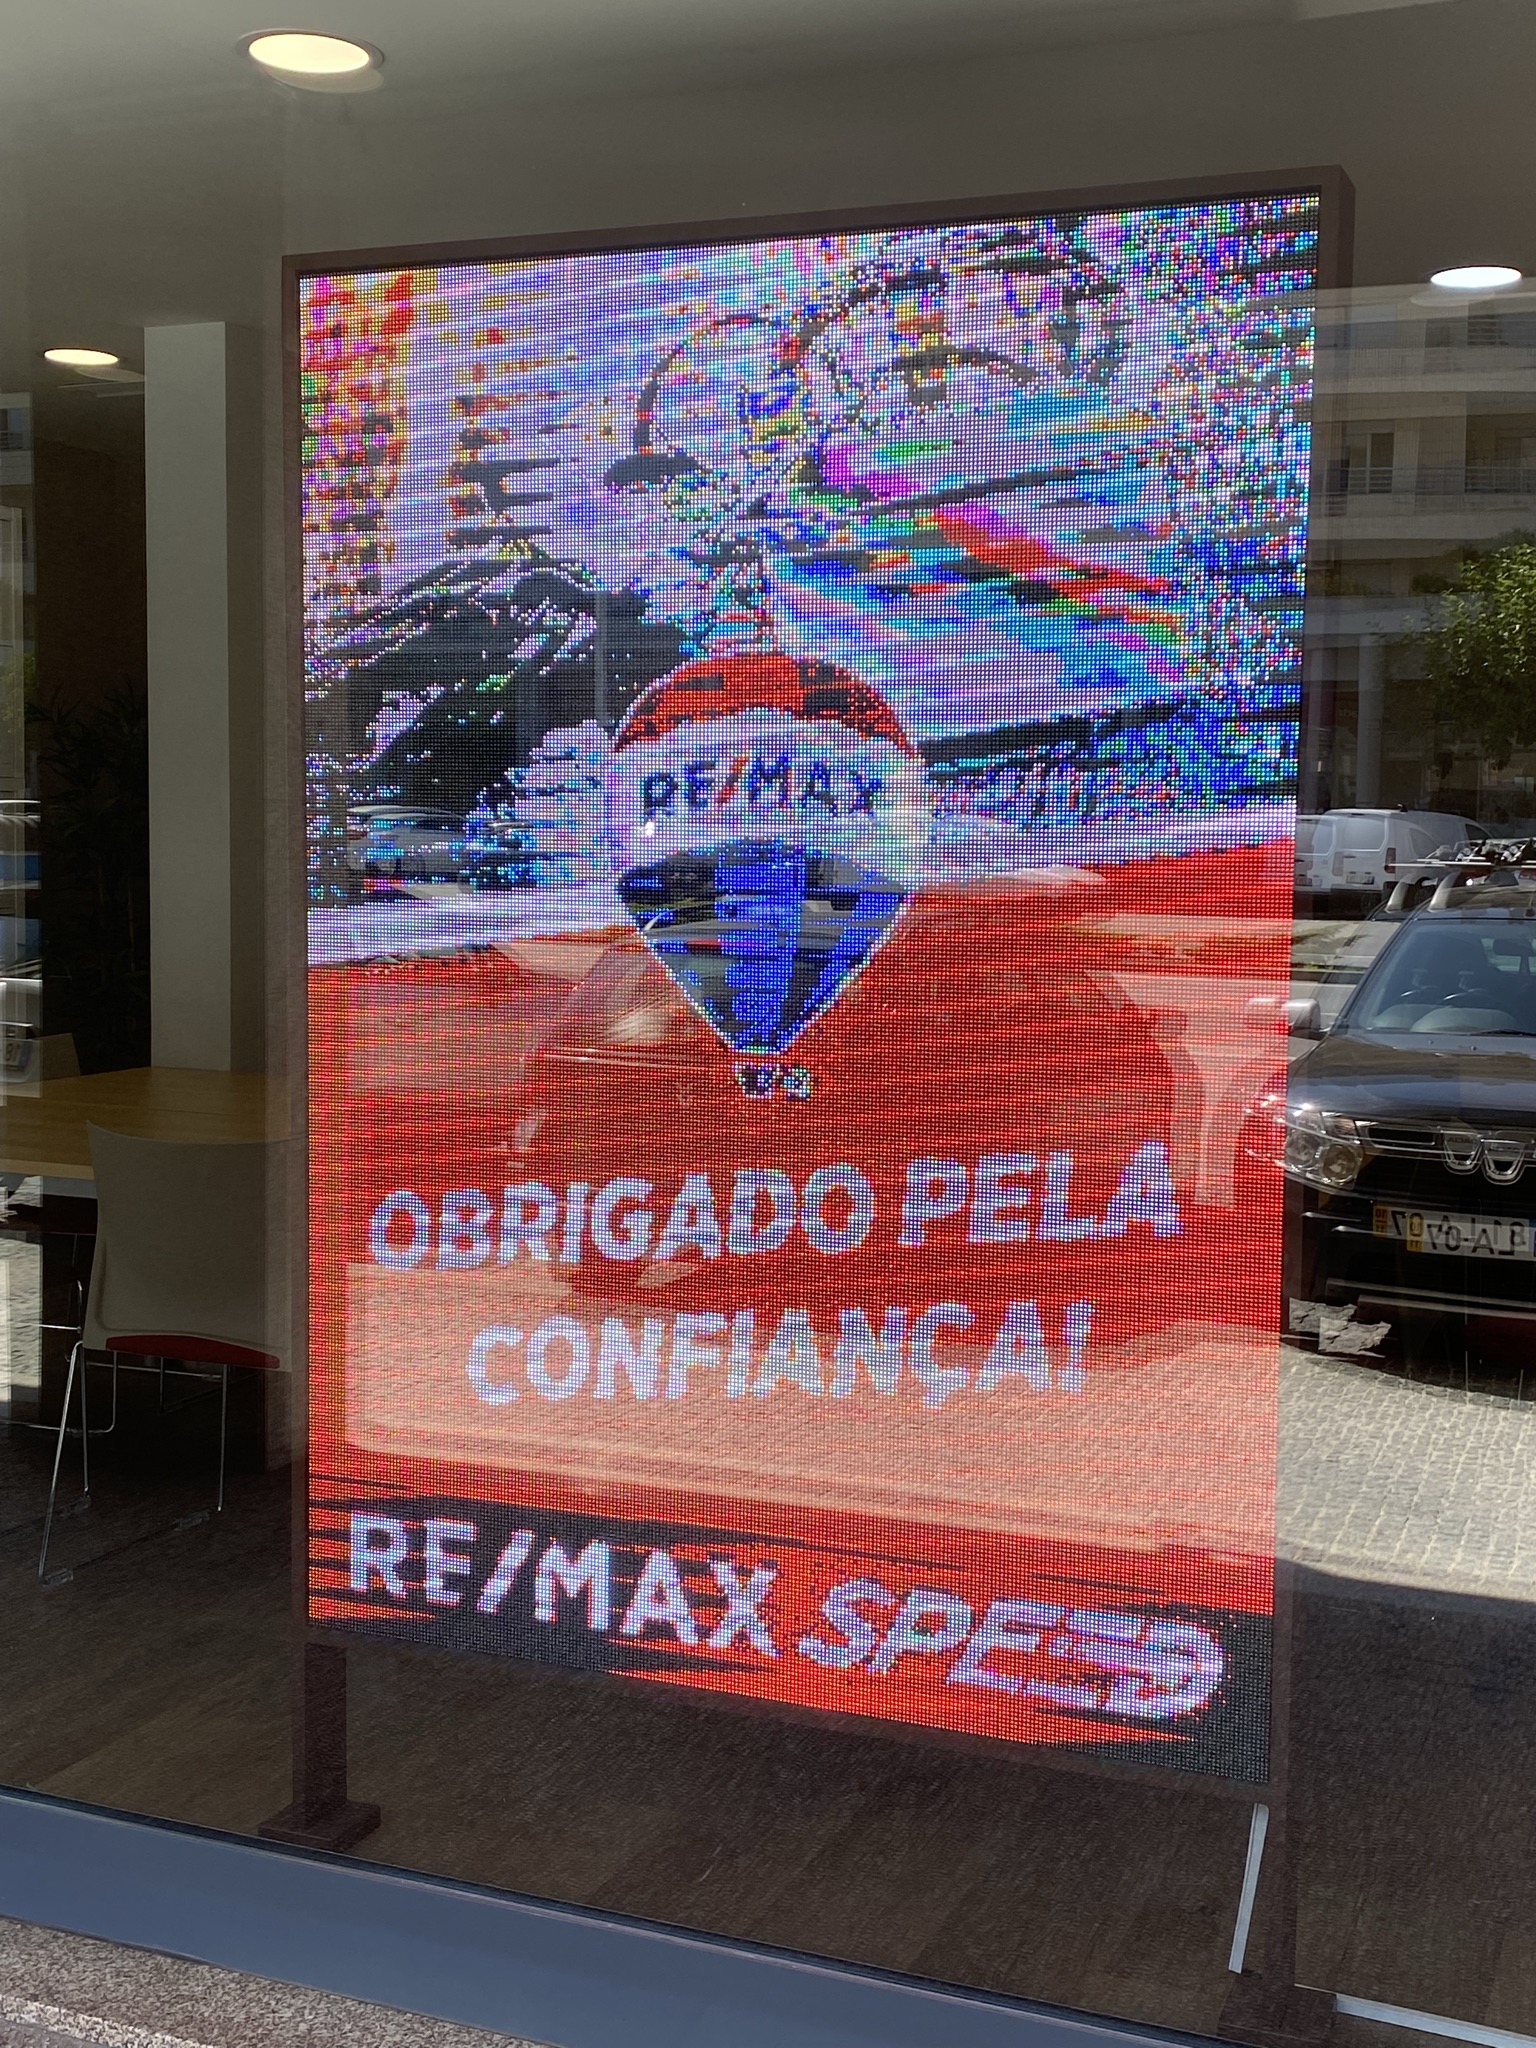 RE/MAX
OBRIGADO PELA
CONFIANÇA!
RE/MAX SPEED